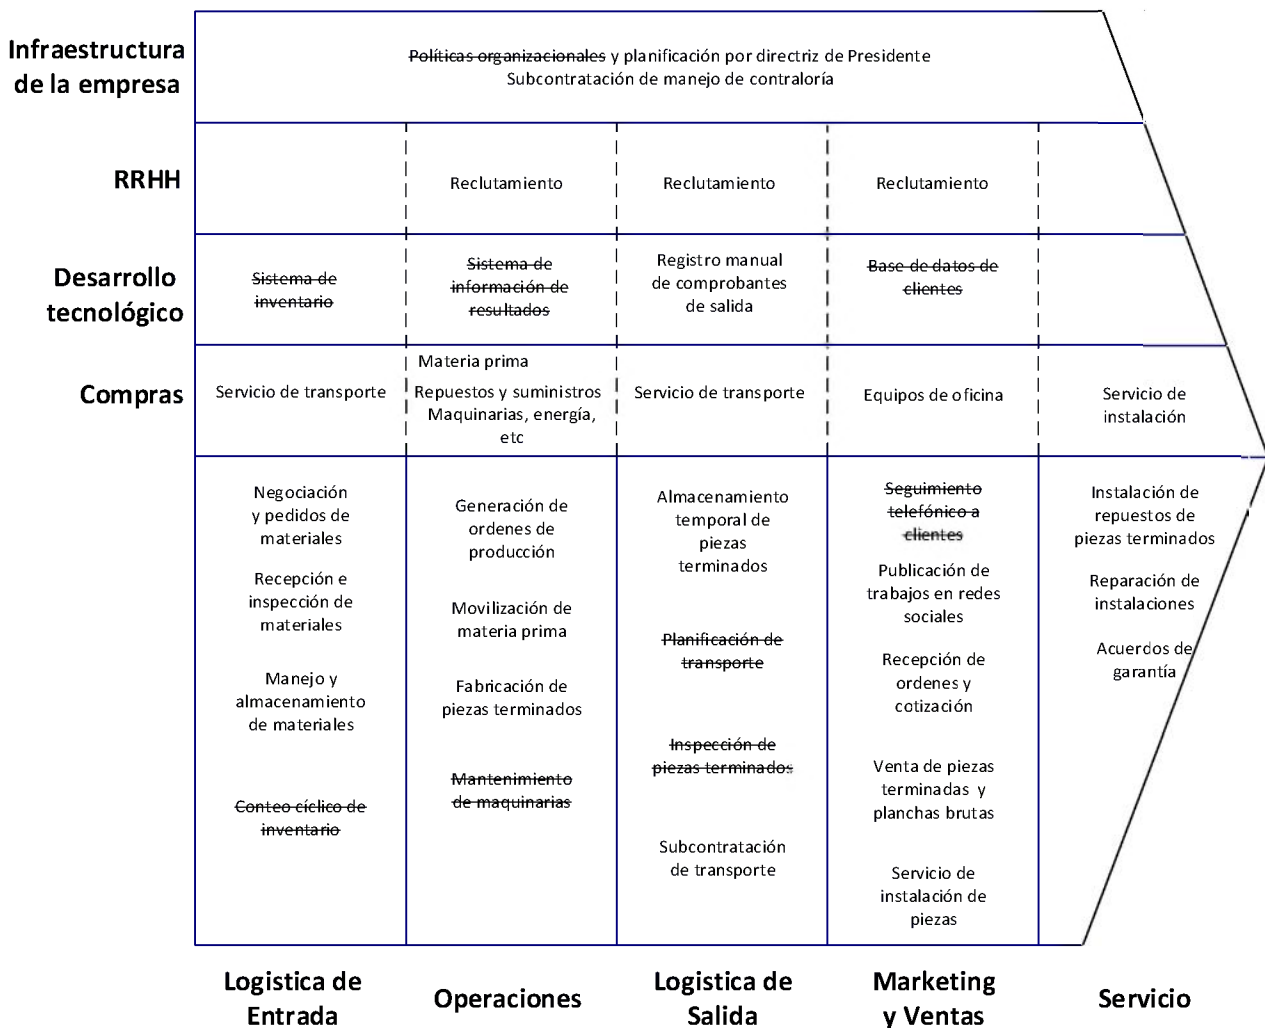 Infraestructura
de la empresa
Políticas organizacionales y planificación por directriz de Presidente
Subcontratación de manejo de contraloría
RRHH
Reclutamiento
Reclutamiento
Reclutamiento
Desarrollo
tecnológico
Sistema de
inventario
Sistema de
información de
resultados
Registro manual
de comprobantes
de salida
Base de datos de
clientes
Compras
Servicio de transporte
Materia prima
Repuestos y suministros
Maquinarias, energía,
etc
Servicio de transporte
Equipos de oficina
Servicio de
instalación
Negociación
y pedidos de
materiales
Recepción e
inspección de
materiales
Manejo y
almacenamiento
de materiales
Conteo cíclico de
inventario
Generación de
ordenes de
producción
Movilización de
materia prima
Fabricación de
piezas terminados
Mantenimiento
de maquinarias
Almacenamiento
temporal de
piezas
terminados
Planificación de
transporte
Inspección de
piezas terminados
Subcontratación
de transporte
Seguimiento
telefónico a
clientes
Publicación de
trabajos en redes
sociales
Recepción de
ordenes y
cotización
Venta de piezas
terminadas y
planchas brutas
Servicio de
instalación de
piezas
Instalación de
repuestos de
piezas terminados
Reparación de
instalaciones
Acuerdos de
garantía
Logistica de
Entrada
Operaciones
Logistica de
Salida
Marketing
y Ventas
Servicio